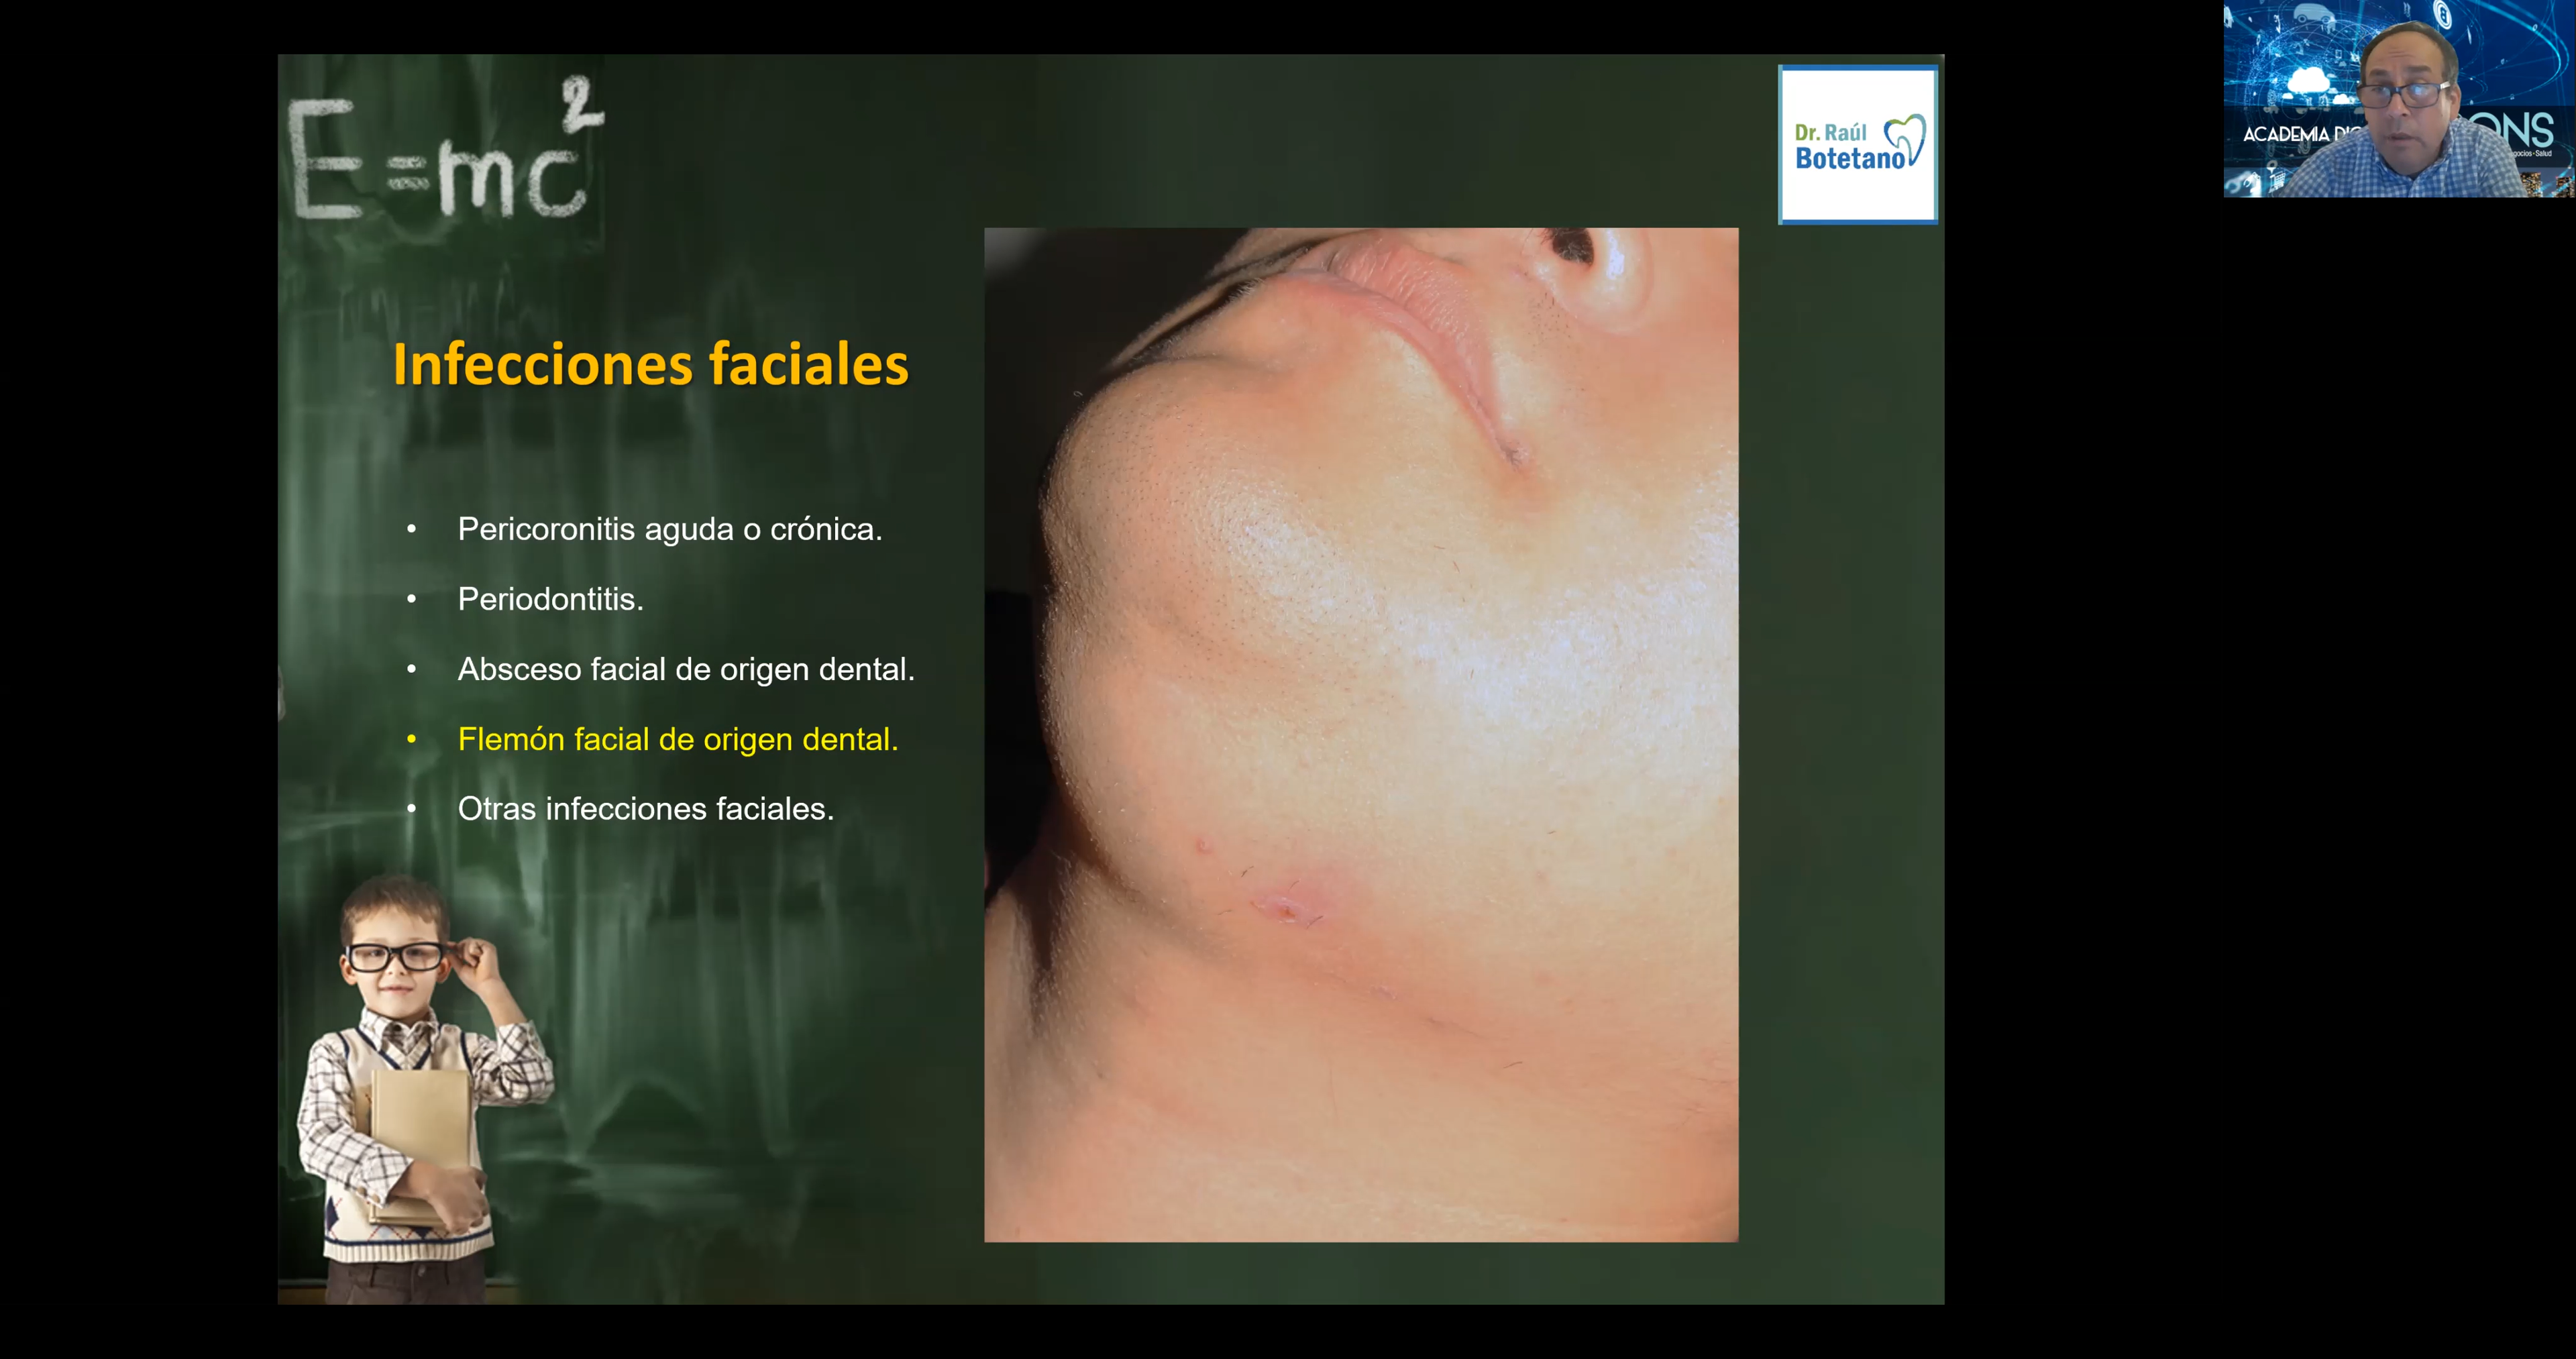 E=mc²
Dr. Raúl
Botetano
Infecciones faciales
• Pericoronitis aguda o crónica.
• Periodontitis.
• Absceso facial de origen dental.
• Flemón facial de origen dental.
• Otras infecciones faciales.
ACADEMIA
ONS